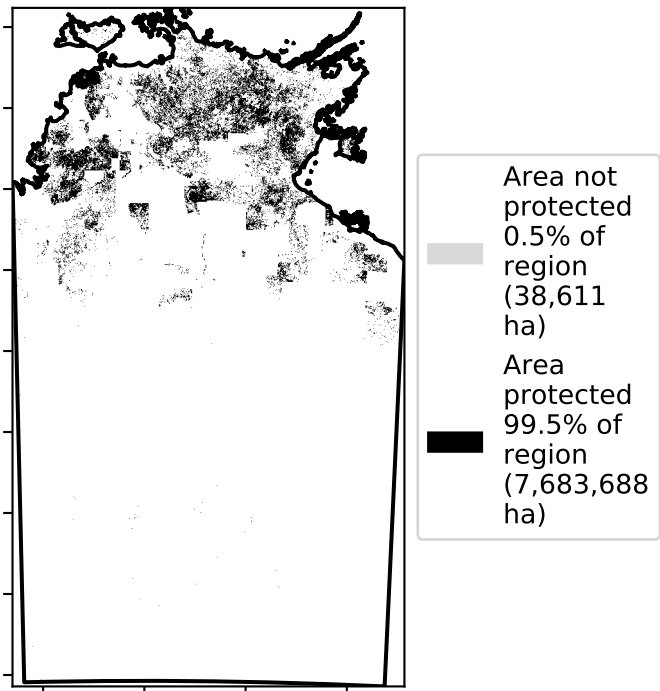 Area not
protected
0.5% of
region
(38,611
ha)
Area
protected
99.5% of
region
(7,683,688
ha)